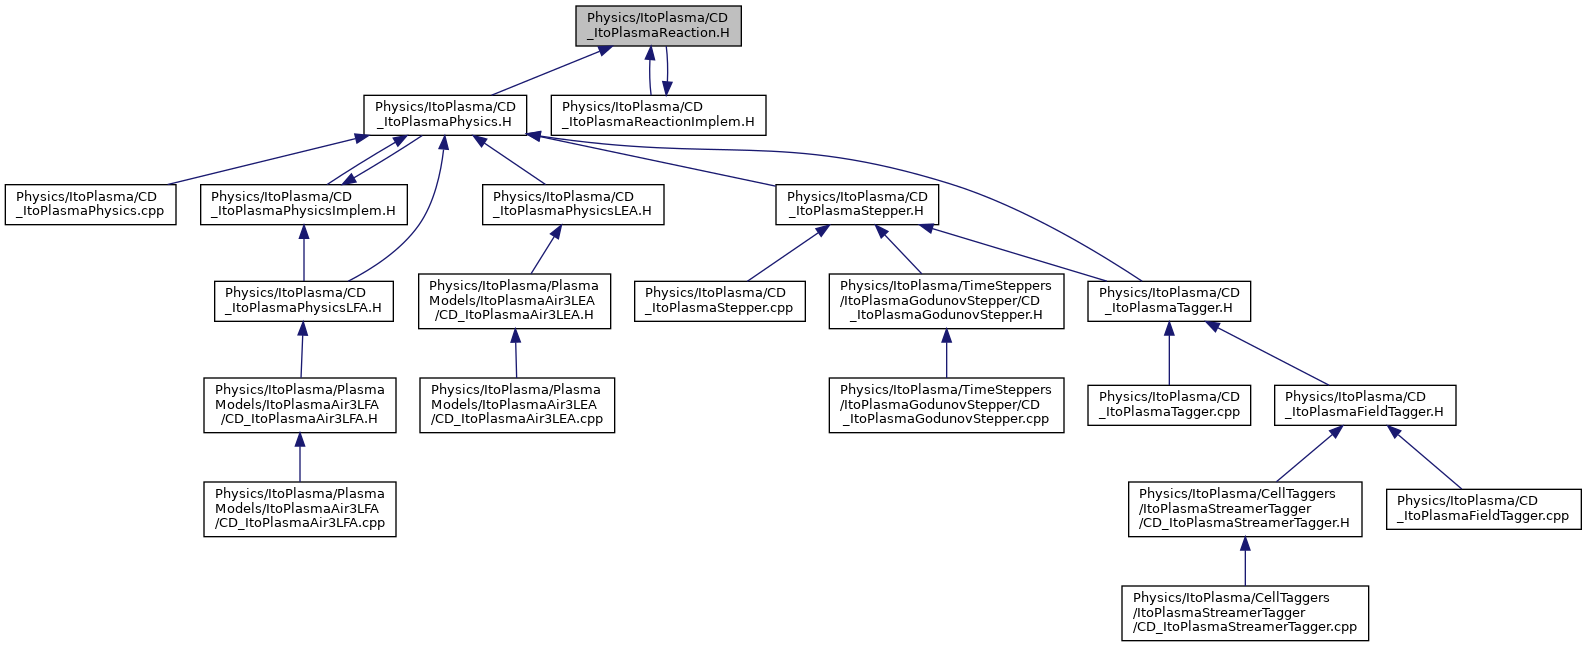 Physics/ItoPlasma/CD
_ItoPlasmaReaction.H
Physics/ItoPlasma/CD
_ItoPlasmaPhysics.H
Physics/ItoPlasma/CD
_ItoPlasmaReactionImplem.H
Physics/ItoPlasma/CD
_ItoPlasmaPhysics.cpp
Physics/ItoPlasma/CD
_ItoPlasmaPhysicsImplem.H
Physics/ItoPlasma/CD
_ItoPlasmaPhysicsLEA.H
Physics/ItoPlasma/CD
_ItoPlasmaStepper.H
Physics/ItoPlasma/CD
_ItoPlasmaPhysicsLFA.H
Physics/ItoPlasma/Plasma
Models/ItoPlasmaAir3LEA
/CD_ItoPlasmaAir3LEA.H
Physics/ItoPlasma/CD
_ItoPlasmaStepper.cpp
Physics/ItoPlasma/TimeSteppers
/ItoPlasmaGodunovStepper/CD
_ItoPlasmaGodunovStepper.H
Physics/ItoPlasma/CD
_ItoPlasmaTagger.H
Physics/ItoPlasma/Plasma
Models/ItoPlasmaAir3LFA
/CD_ItoPlasmaAir3LFA.H
Physics/ItoPlasma/Plasma
Models/ItoPlasmaAir3LEA
/CD_ItoPlasmaAir3LEA.cpp
Physics/ItoPlasma/TimeSteppers
/ItoPlasmaGodunovStepper/CD
_ItoPlasmaGodunovStepper.cpp
Physics/ItoPlasma/CD
_ItoPlasmaTagger.cpp
Physics/ItoPlasma/CD
_ItoPlasmaFieldTagger.H
Physics/ItoPlasma/Plasma
Models/ItoPlasmaAir3LFA
/CD_ItoPlasmaAir3LFA.cpp
Physics/ItoPlasma/CellTaggers
/ItoPlasmaStreamerTagger
/CD_ItoPlasmaStreamerTagger.H
Physics/ItoPlasma/CD
_ItoPlasmaFieldTagger.cpp
Physics/ItoPlasma/CellTaggers
/ItoPlasmaStreamerTagger
/CD_ItoPlasmaStreamerTagger.cpp